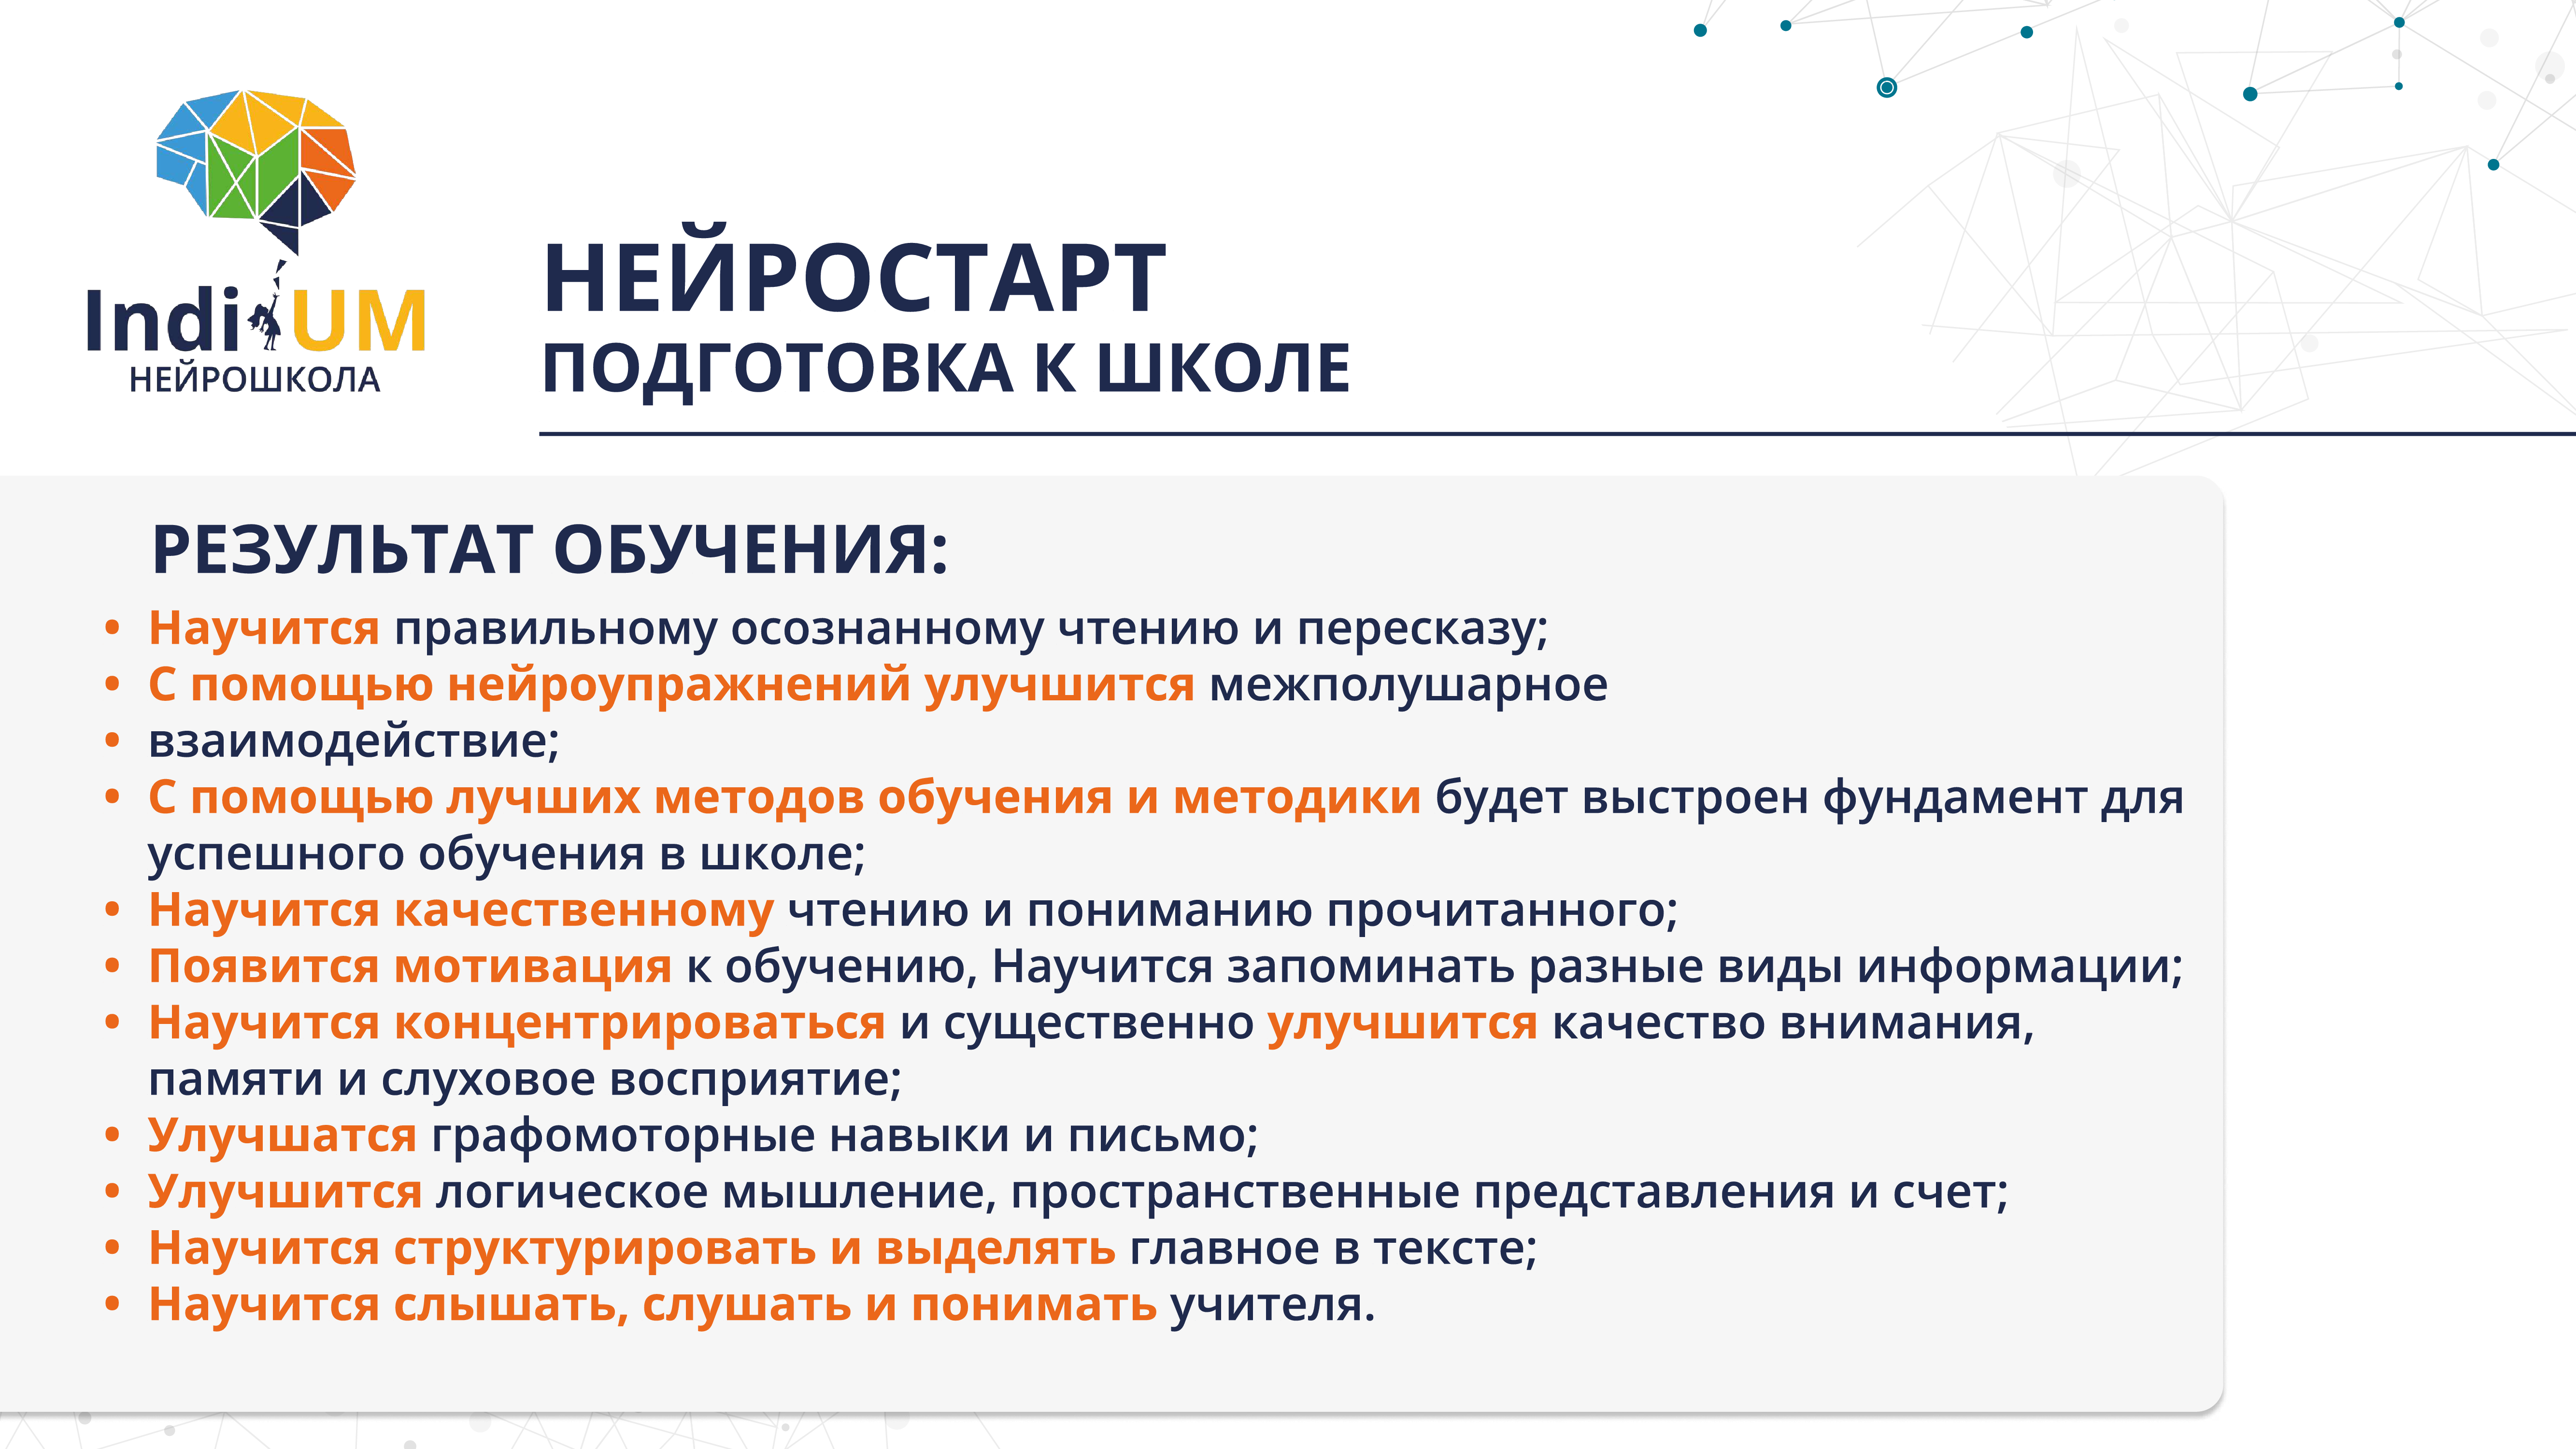 IndiUM
НЕЙРОШКОЛА
НЕЙРОСТАРТ
ПОДГОТОВКА К ШКОЛЕ
РЕЗУЛЬТАТ ОБУЧЕНИЯ:
• Научится правильному осознанному чтению и пересказу;
• С помощью нейроупражнений улучшится межполушарное
• взаимодействие;
• С помощью лучших методов обучения и методики будет выстроен фундамент для
успешного обучения в школе;
• Научится качественному чтению и пониманию прочитанного;
• Появится мотивация к обучению, Научится запоминать разные виды информации;
• Научится концентрироваться и существенно улучшится качество внимания,
памяти и слуховое восприятие;
• Улучшатся графомоторные навыки и письмо;
• Улучшится логическое мышление, пространственные представления и счет;
• Научится структурировать и выделять главное в тексте;
• Научится слышать, слушать и понимать учителя.